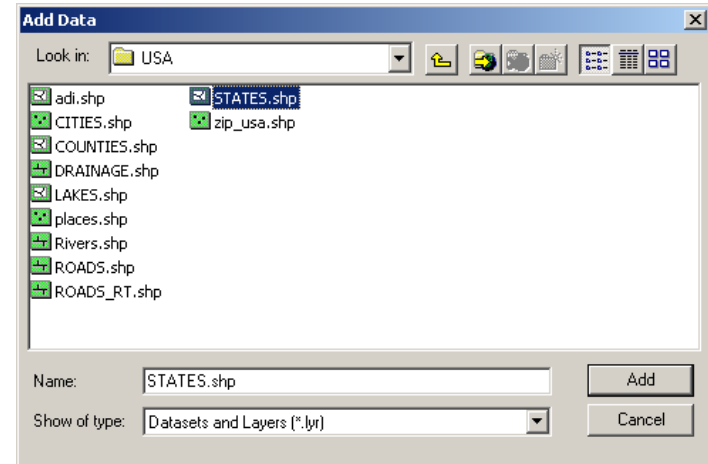 Add Data
Look in: USA
adi.shp
CITIES.shp
COUNTIES.shp
DRAINAGE.shp
LAKES.shp
places.shp
Rivers.shp
ROADS.shp
ROADS_RT.shp
STATES.shp
zip_usa.shp
Name: STATES.shp
Add
Show of type: Datasets and Layers (*.lyr)
Cancel